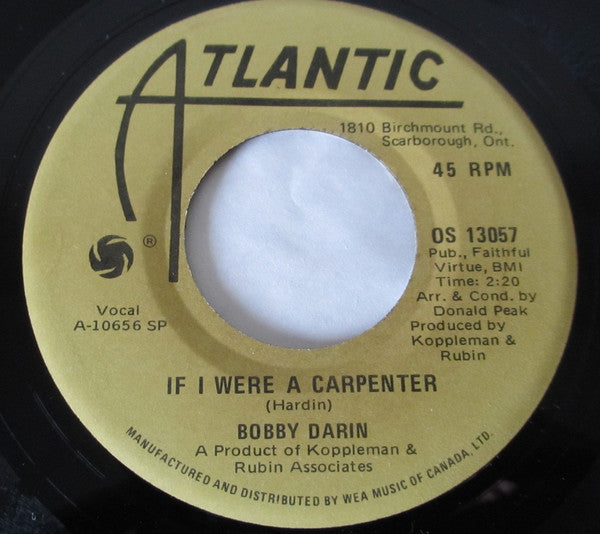 ATLANTIC
1810 Birchmount Rd.,
Scarborough, Ont.
45 RPM
®
OS 13057
Pub., Faithful
Virtue, BMI
Time: 2:20
Arr. & Cond. by
Donald Peak
Produced by
Koppleman &
Rubin
Vocal
A-10656 SP
IF I WERE A CARPENTER
(Hardin)
BOBBY DARIN
A Product of Koppleman &
Rubin Associates
MANUFACTURED AND DISTRIBUTED BY WEA MUSIC OF CANADA, LTD.